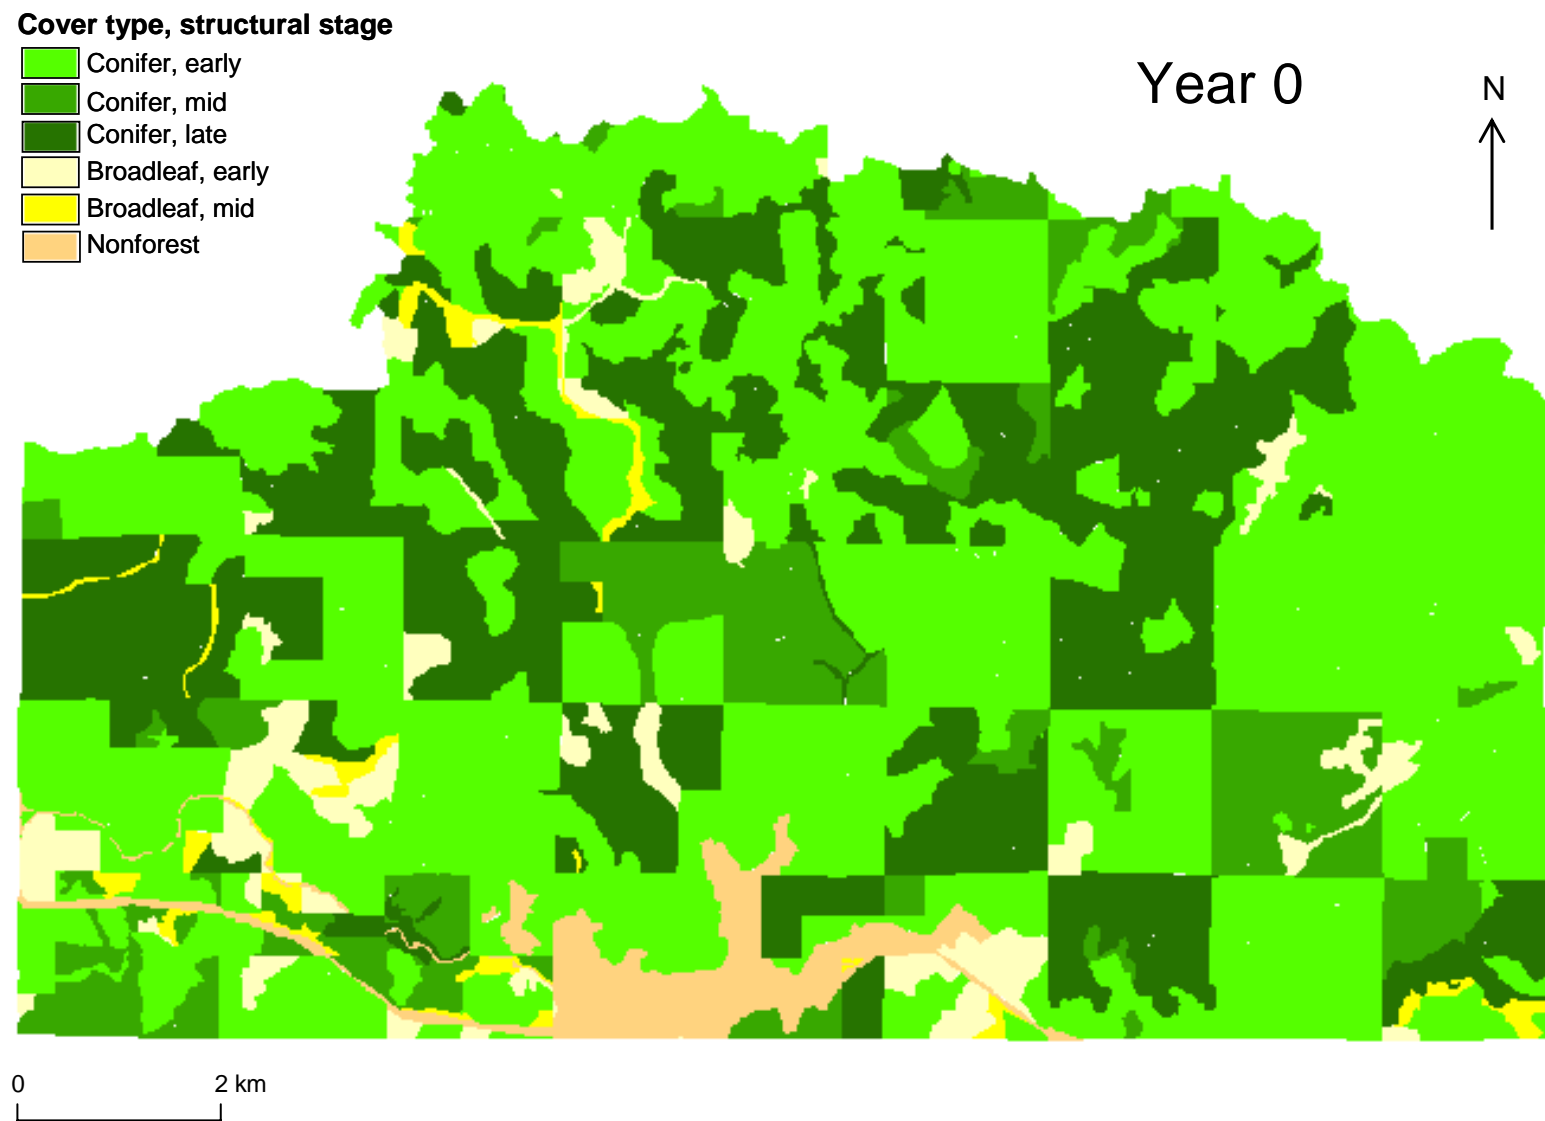 Cover type, structural stage
Conifer, early
Conifer, mid
Conifer, late
Broadleaf, early
Broadleaf, mid
Nonforest
Year 0
N
0 2 km